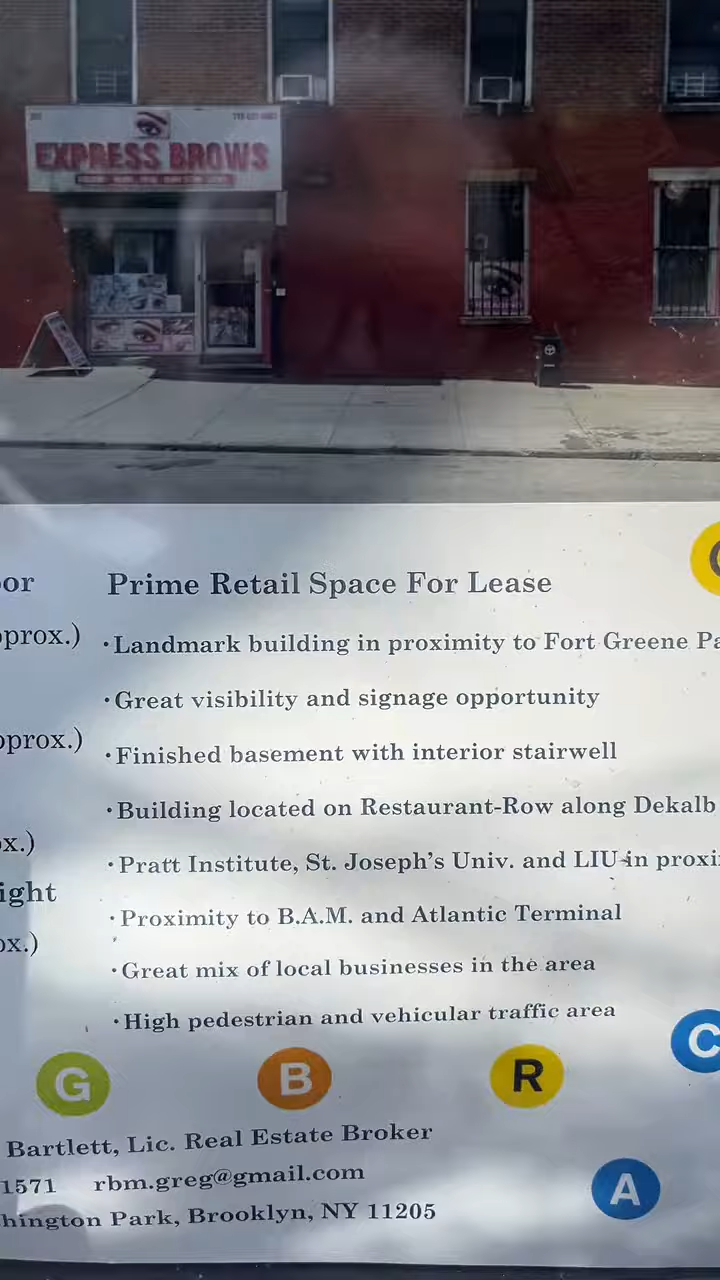 EXPRESS BROWS
oor
Prime Retail Space For Lease
pprox.)
·Landmark building in proximity to Fort Greene Pa
·Great visibility and signage opportunity
pprox.)
·Finished basement with interior stairwell
·Building located on Restaurant-Row along Dekalb
ox.)
·Pratt Institute, St. Joseph's Univ. and LIU in proxi
ight
·Proximity to B.A.M. and Atlantic Terminal
ox.)
·Great mix of local businesses in the area
·High pedestrian and vehicular traffic area
C
G B R
Bartlett, Lic. Real Estate Broker
1571 rbm.greg@gmail.com
A
hington Park, Brooklyn, NY 11205